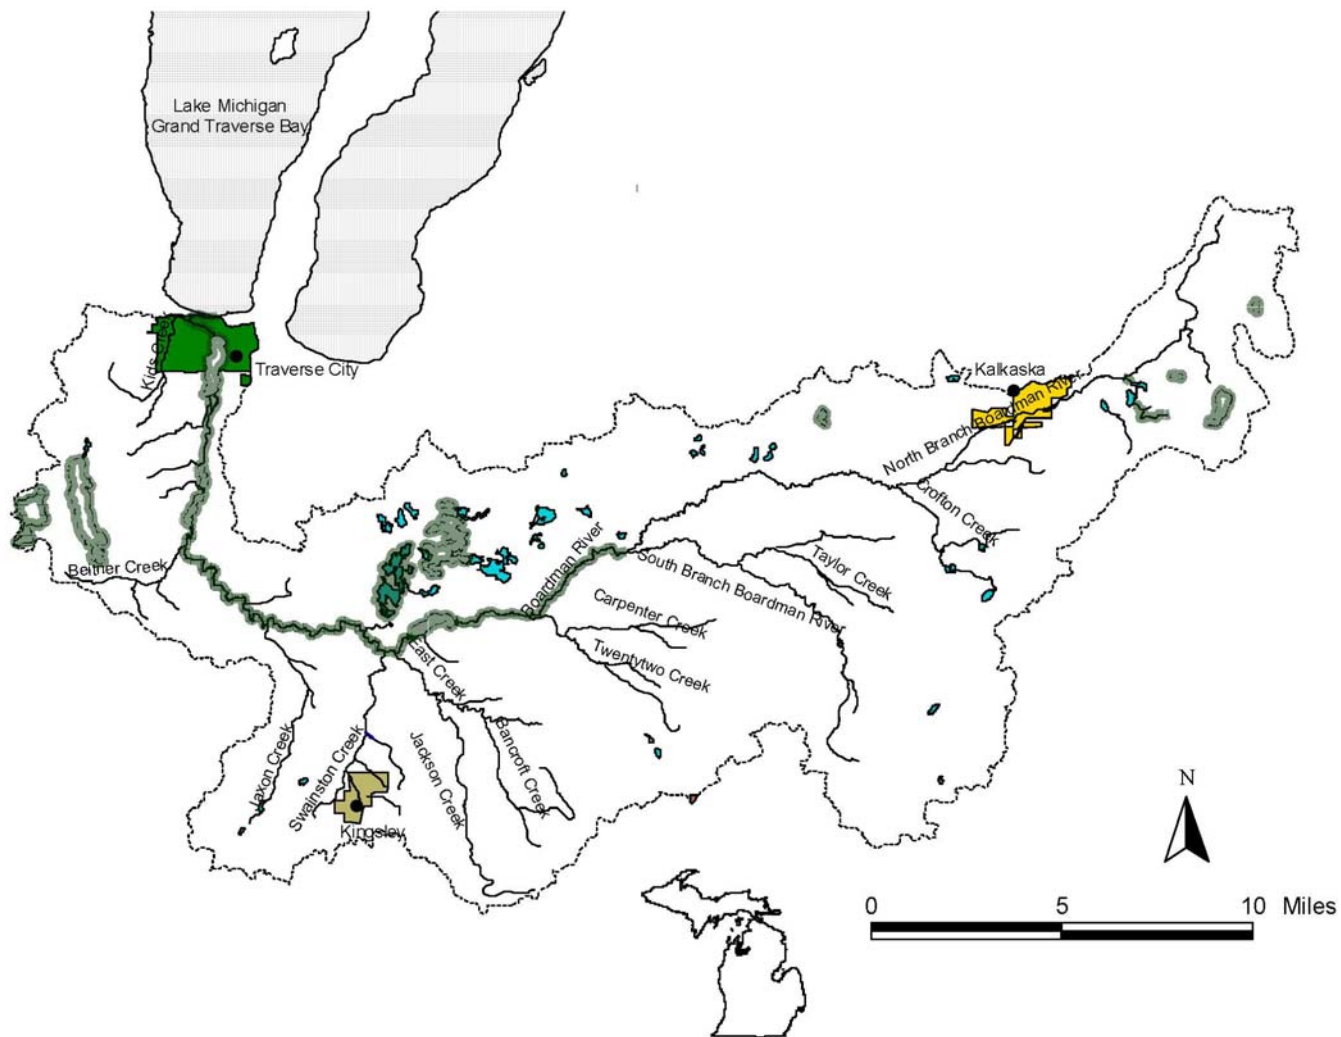 Lake Michigan
Grand Traverse Bay
Traverse City
Kalkaska
North Branch Boardman River
Crofton Creek
Taylor Creek
South Branch Boardman River
Boardman River
Carpenter Creek
Twentytwo Creek
Beitner Creek
East Creek
Bancroft Creek
Jackson Creek
Jaxon Creek
Swainston Creek
Kingsley
N
0 5 10 Miles